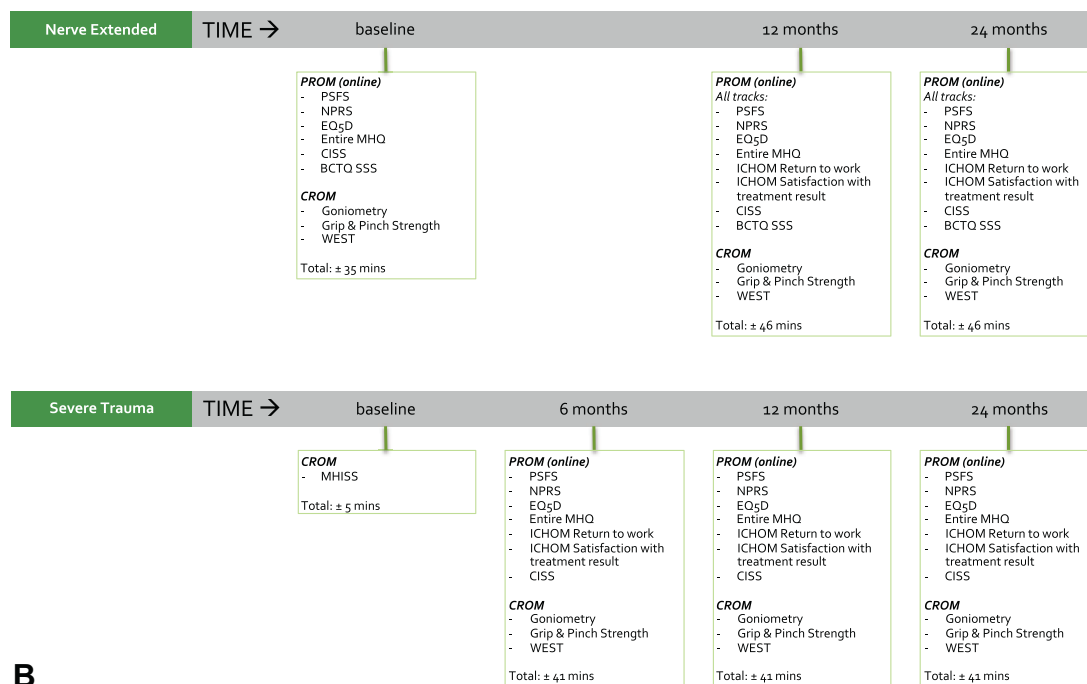 Nerve Extended TIME → baseline 12 months 24 months
PROM (online)
- PSFS
- NPRS
- EQ5D
- Entire MHQ
- CISS
- BCTQ SSS
CROM
- Goniometry
- Grip & Pinch Strength
- WEST
Total: ± 35 mins
PROM (online)
All tracks:
- PSFS
- NPRS
- EQ5D
- Entire MHQ
- ICHOM Return to work
- ICHOM Satisfaction with
treatment result
- CISS
- BCTQ SSS
CROM
- Goniometry
- Grip & Pinch Strength
- WEST
Total: ± 46 mins
PROM (online)
All tracks:
- PSFS
- NPRS
- EQ5D
- Entire MHQ
- ICHOM Return to work
- ICHOM Satisfaction with
treatment result
- CISS
- BCTQ SSS
CROM
- Goniometry
- Grip & Pinch Strength
- WEST
Total: ± 46 mins
Severe Trauma TIME → baseline 6 months 12 months 24 months
CROM
- MHISS
Total: ± 5 mins
PROM (online)
- PSFS
- NPRS
- EQ5D
- Entire MHQ
- ICHOM Return to work
- ICHOM Satisfaction with
treatment result
- CISS
CROM
- Goniometry
- Grip & Pinch Strength
- WEST
Total: ± 41 mins
PROM (online)
- PSFS
- NPRS
- EQ5D
- Entire MHQ
- ICHOM Return to work
- ICHOM Satisfaction with
treatment result
- CISS
CROM
- Goniometry
- Grip & Pinch Strength
- WEST
Total: ± 41 mins
PROM (online)
- PSFS
- NPRS
- EQ5D
- Entire MHQ
- ICHOM Return to work
- ICHOM Satisfaction with
treatment result
- CISS
CROM
- Goniometry
- Grip & Pinch Strength
- WEST
Total: ± 41 mins
B